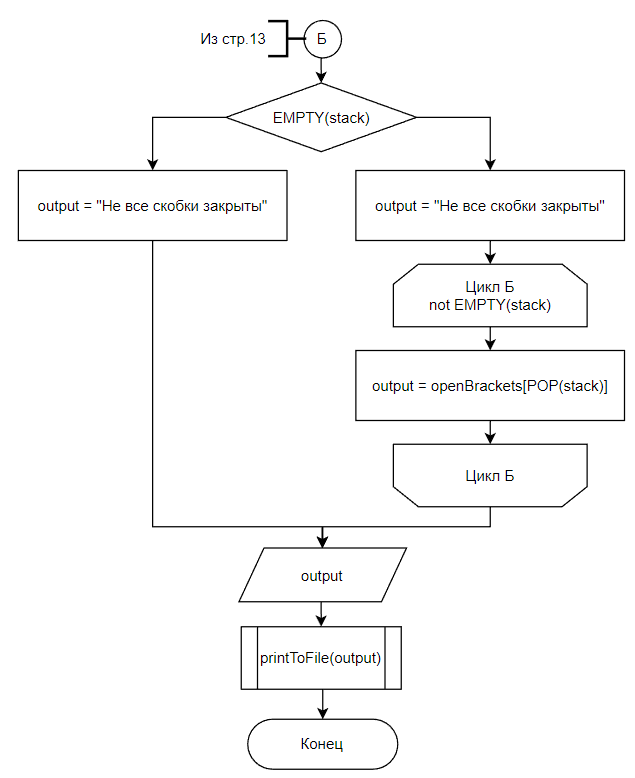 Из стр.13
Б
EMPTY(stack)
output = "Не все скобки закрыты"
output = "Не все скобки закрыты"
Цикл Б
not EMPTY(stack)
output = openBrackets[POP(stack)]
Цикл Б
output
printToFile(output)
Конец